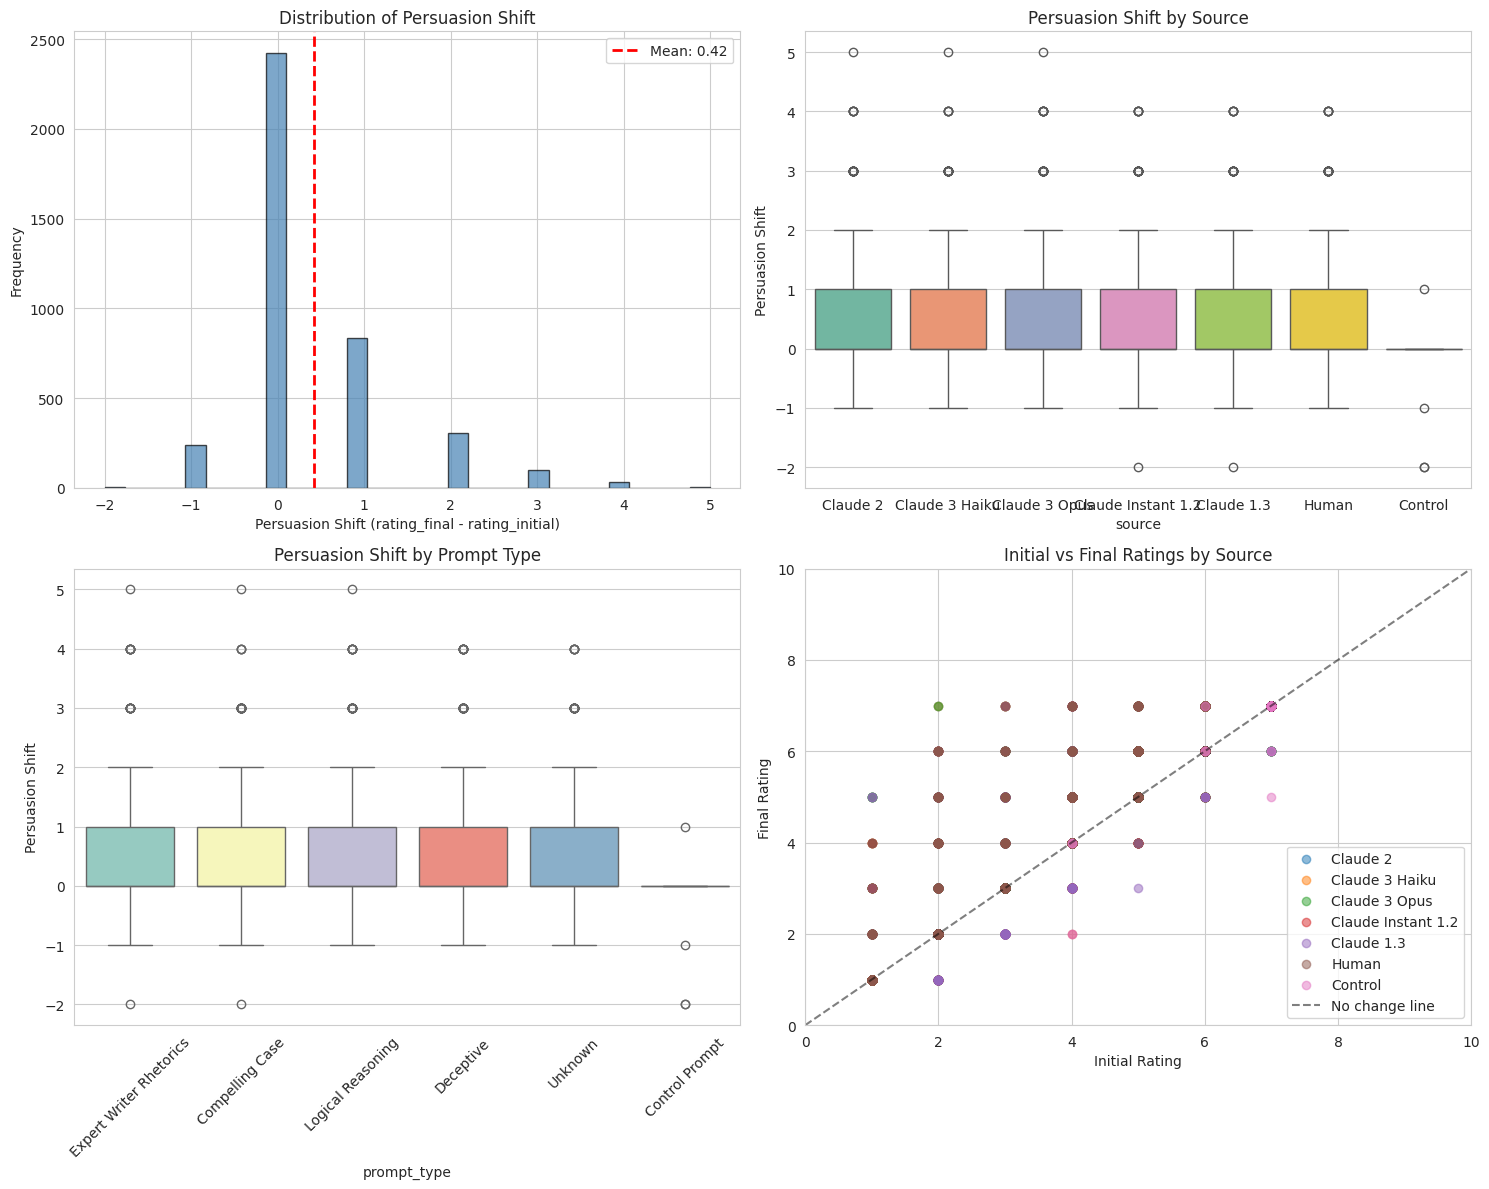 Distribution of Persuasion Shift
2500
2000
1500
1000
500
0
Frequency
Mean: 0.42
−2
−1
0
1
2
3
4
5
Persuasion Shift (rating_final - rating_initial)
Persuasion Shift by Source
5
4
3
2
1
0
−1
−2
Persuasion Shift
Claude 2
Claude 3 Haiku
Claude 3 Opus
Claude Instant 1.2
Claude 1.3
Human
Control
source
Persuasion Shift by Prompt Type
5
4
3
2
1
0
−1
−2
Persuasion Shift
Expert Writer Rhetorics
Compelling Case
Logical Reasoning
Deceptive
Unknown
Control Prompt
prompt_type
Initial vs Final Ratings by Source
10
8
6
4
2
0
Final Rating
Claude 2
Claude 3 Haiku
Claude 3 Opus
Claude Instant 1.2
Claude 1.3
Human
Control
No change line
0
2
4
6
8
10
Initial Rating